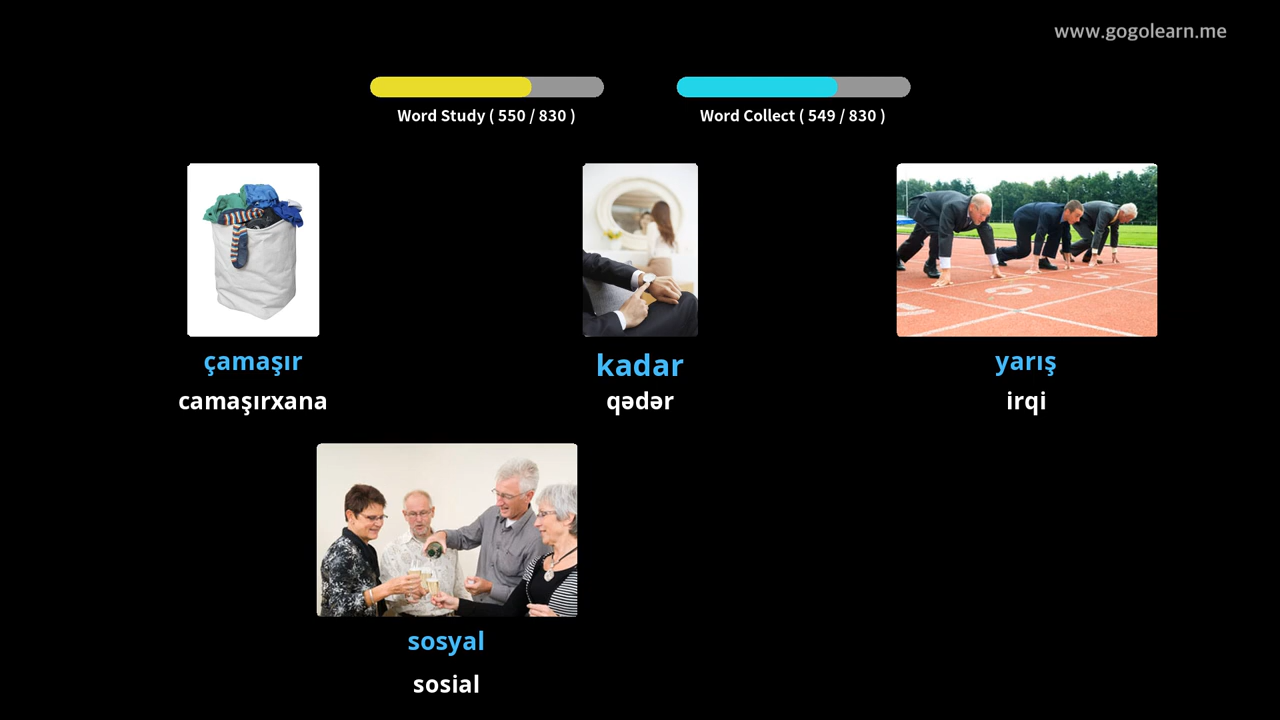 www.gogolearn.me
Word Study ( 550 / 830 )
Word Collect ( 549 / 830 )
çamaşır
kadar
yarış
camaşırxana
qədər
irqi
sosyal
sosial